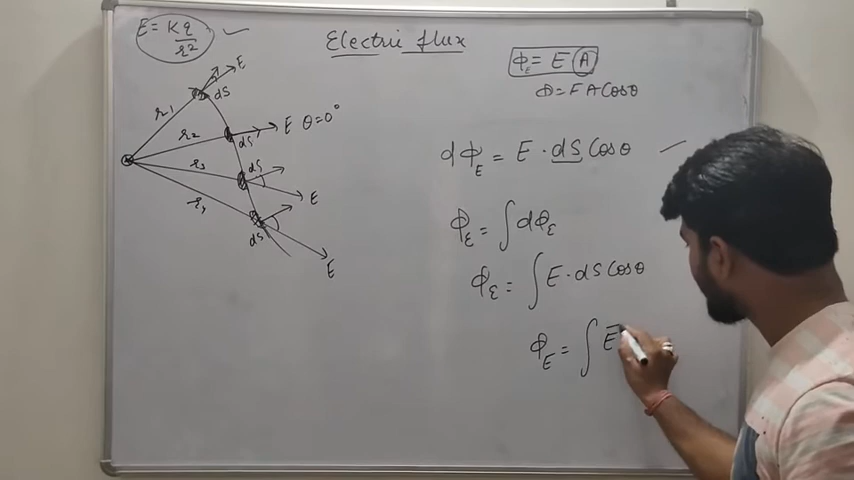 E = Kq/r²
Electric flux
Φ_E = E A
Φ = E A Cosθ
r₁ dS E
r₂ dS E θ = 0°
r₃ dS E
r₄ dS E
dΦ_E = E · dS Cosθ
Φ_E = ∫ dΦ_E
Φ_E = ∫ E · dS Cosθ
Φ_E = ∫ E